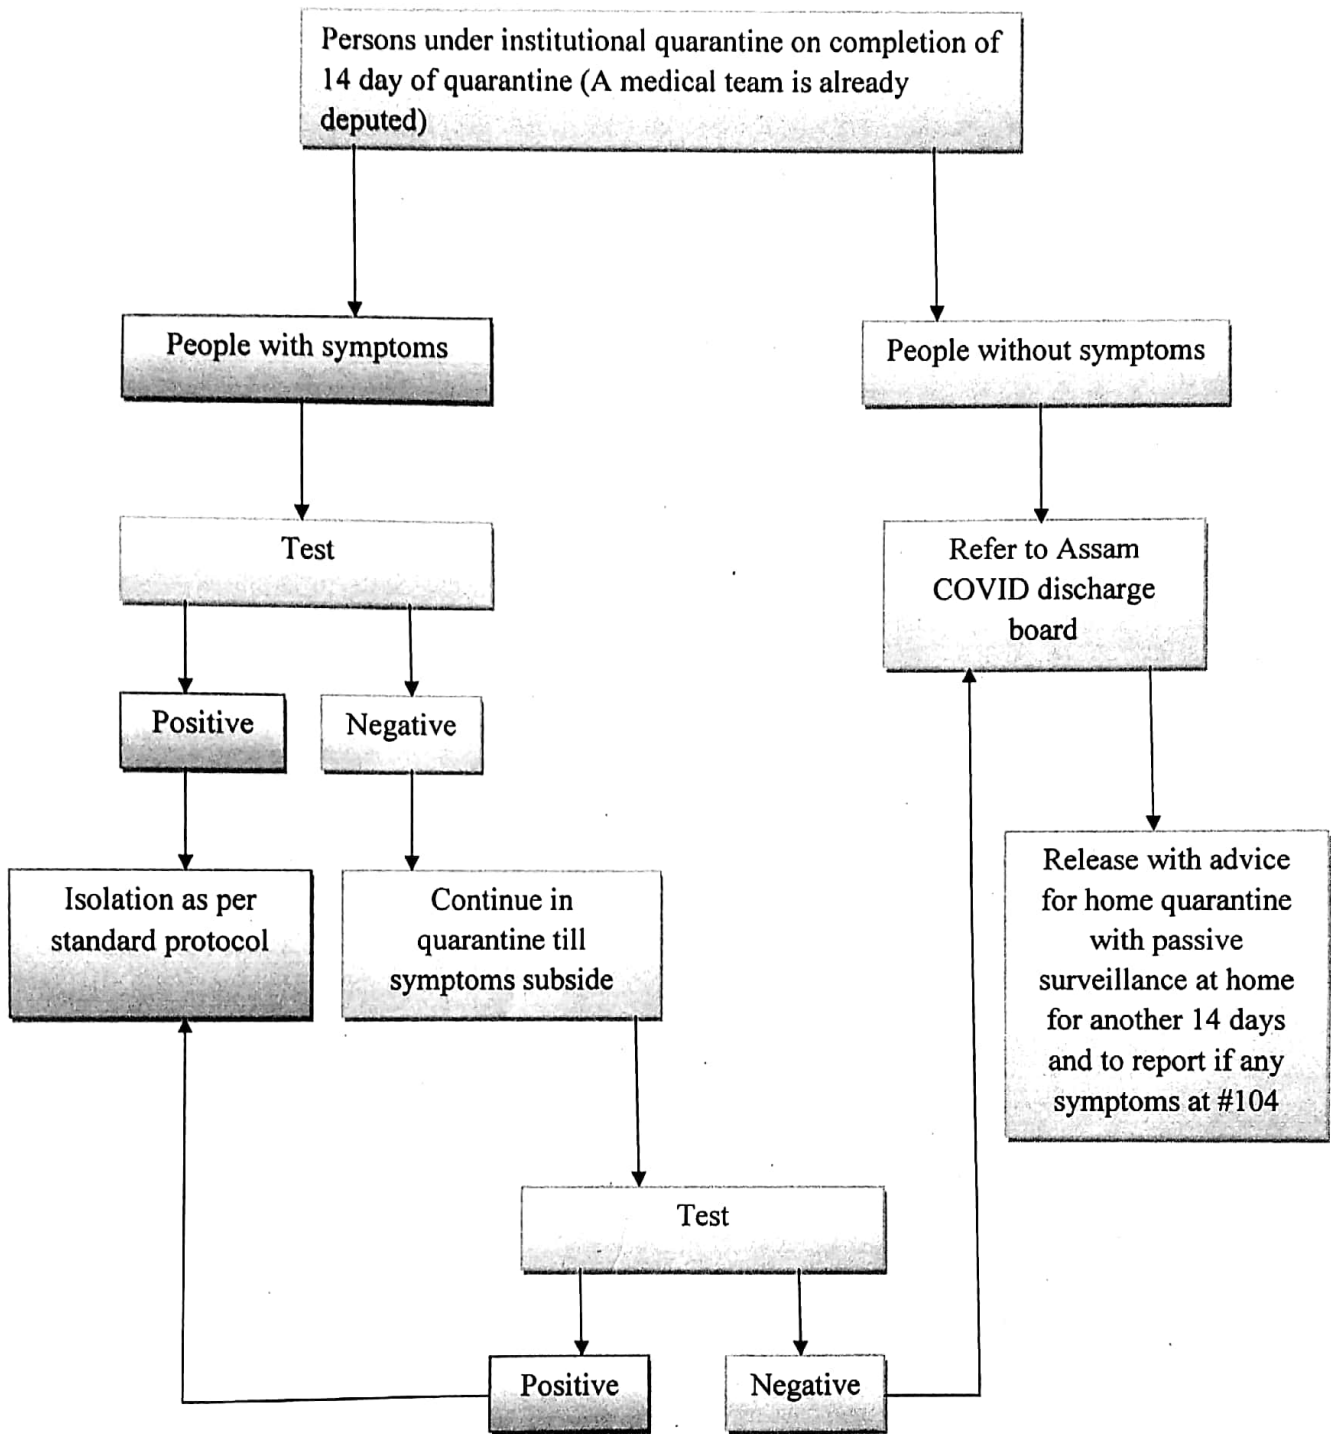 Persons under institutional quarantine on completion of
14 day of quarantine (A medical team is already
deputed)
People with symptoms
People without symptoms
Test
Refer to Assam
COVID discharge
board
Positive
Negative
Isolation as per
standard protocol
Continue in
quarantine till
symptoms subside
Release with advice
for home quarantine
with passive
surveillance at home
for another 14 days
and to report if any
symptoms at #104
Test
Positive
Negative